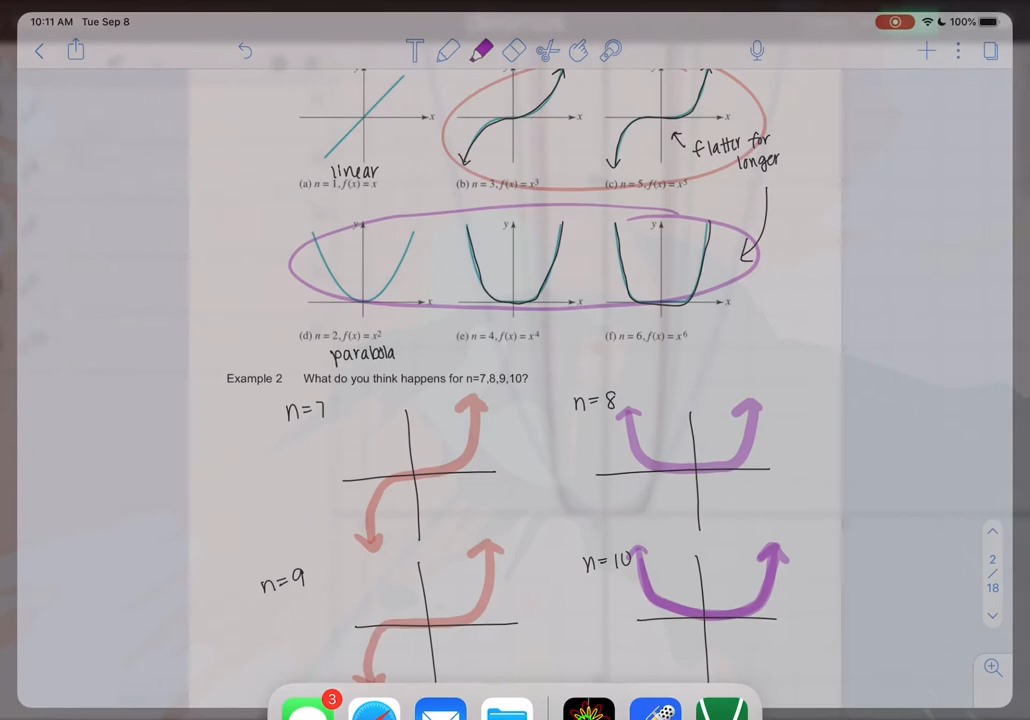 10:11 AM Tue Sep 8
100%
y
y
y
x
x
x
flatter for
longer
linear
(a) n = 1, f(x) = x
(b) n = 3, f(x) = x³
(c) n = 5, f(x) = x⁵
y
y
y
x
x
x
(d) n = 2, f(x) = x²
(e) n = 4, f(x) = x⁴
(f) n = 6, f(x) = x⁶
parabola
Example 2 What do you think happens for n=7,8,9,10?
n=7
n=8
n=9
n=10
2
/
18
3